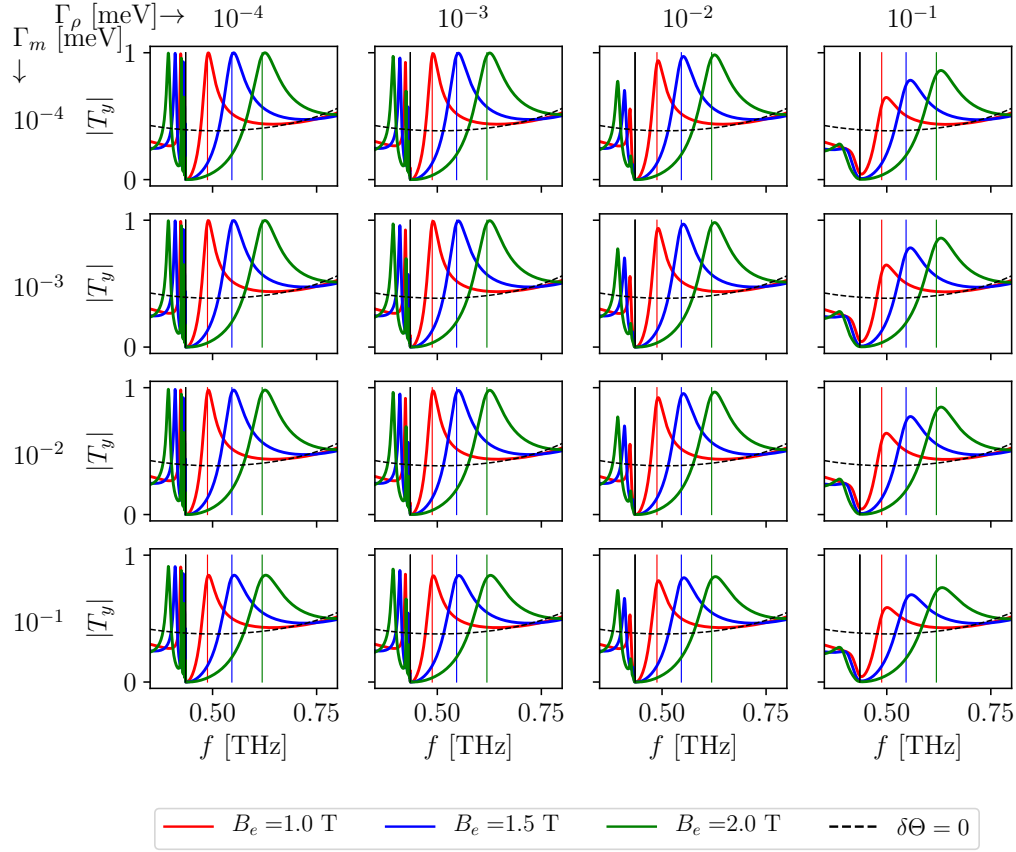 Γ_ρ [meV]→ 10⁻⁴ 10⁻³ 10⁻² 10⁻¹
Γ_m [meV]
↓
10⁻⁴
|T_y|
1
0
10⁻³
|T_y|
1
0
10⁻²
|T_y|
1
0
10⁻¹
|T_y|
1
0
0.50 0.75 0.50 0.75 0.50 0.75 0.50 0.75
f [THz] f [THz] f [THz] f [THz]
B_e =1.0 T B_e =1.5 T B_e =2.0 T δΘ = 0